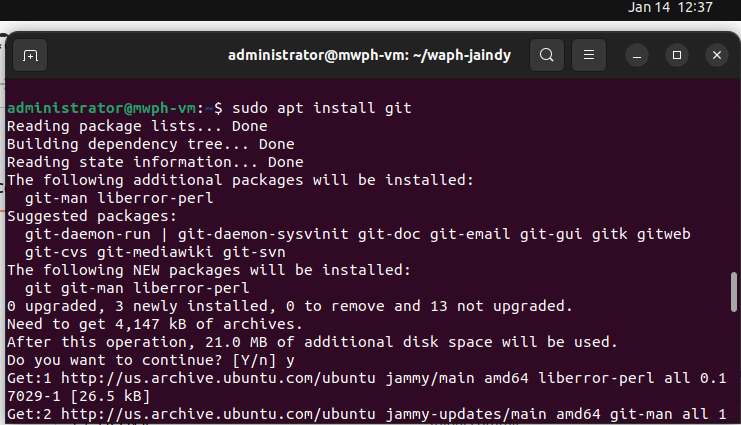 Jan 14 12:37
administrator@mwph-vm: ~/waph-jaindy
administrator@mwph-vm:~$ sudo apt install git
Reading package lists... Done
Building dependency tree... Done
Reading state information... Done
The following additional packages will be installed:
  git-man liberror-perl
Suggested packages:
  git-daemon-run | git-daemon-sysvinit git-doc git-email git-gui gitk gitweb
  git-cvs git-mediawiki git-svn
The following NEW packages will be installed:
  git git-man liberror-perl
0 upgraded, 3 newly installed, 0 to remove and 13 not upgraded.
Need to get 4,147 kB of archives.
After this operation, 21.0 MB of additional disk space will be used.
Do you want to continue? [Y/n] y
Get:1 http://us.archive.ubuntu.com/ubuntu jammy/main amd64 liberror-perl all 0.1
7029-1 [26.5 kB]
Get:2 http://us.archive.ubuntu.com/ubuntu jammy-updates/main amd64 git-man all 1